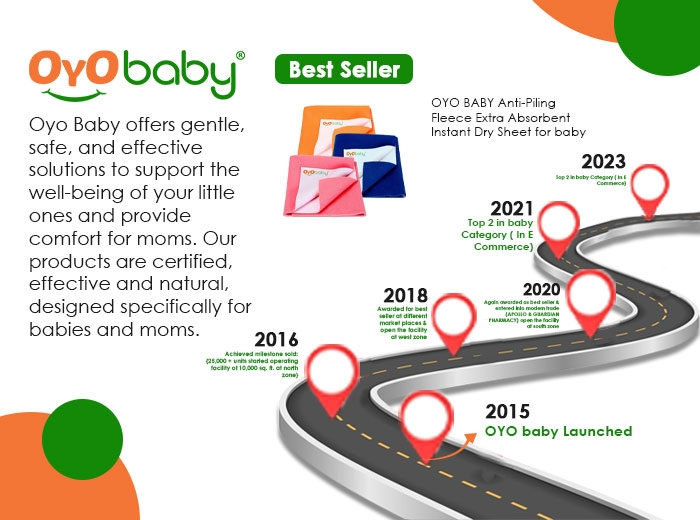 OYO baby®
Oyo Baby offers gentle,
safe, and effective
solutions to support the
well-being of your little
ones and provide
comfort for moms. Our
products are certified,
effective and natural,
designed specifically for
babies and moms.
Best Seller
OYO BABY Anti-Piling
Fleece Extra Absorbent
Instant Dry Sheet for baby
OYObaby
OYObaby
OYObaby
2023
Top 2 in baby Category ( In E
Commerce)
2021
Top 2 in baby
Category ( In E
Commerce)
2020
Again awarded as best seller &
entered into modern trade
(APOLLO & GUARDIAN
PHARMACY) open the facility
at south zone
2018
Awarded for best
seller at different
market places &
open the facility
at west zone
2016
Achieved milestone sold:
(25,000 + units started operating
facility of 10,000 sq. ft. at north
zone)
2015
OYO baby Launched